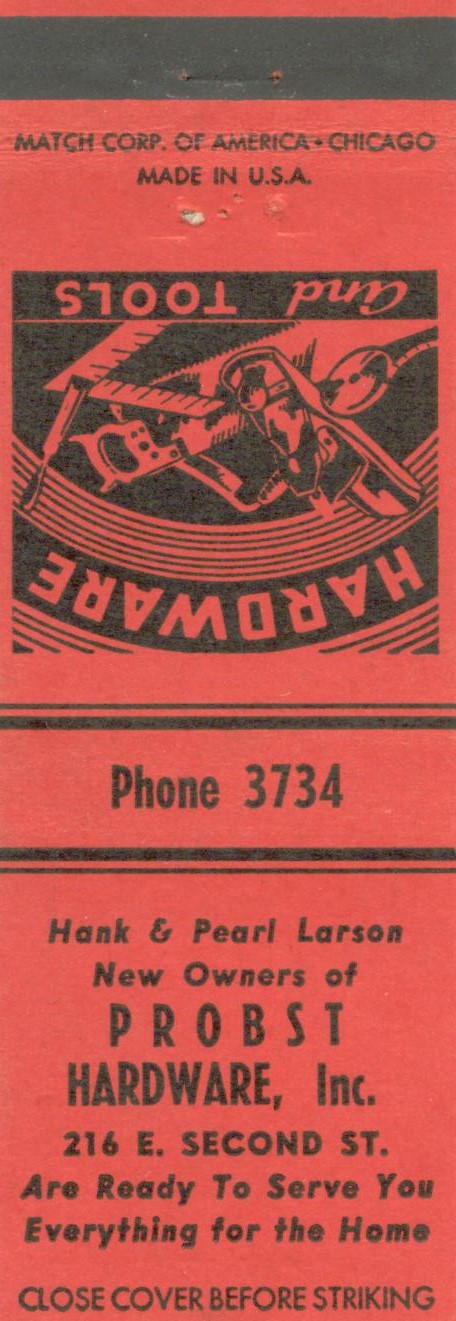 MATCH CORP. OF AMERICA • CHICAGO
MADE IN U.S.A.
HARDWARE
and TOOLS
Phone 3734
Hank & Pearl Larson
New Owners of
PROBST
HARDWARE, Inc.
216 E. SECOND ST.
Are Ready To Serve You
Everything for the Home
CLOSE COVER BEFORE STRIKING